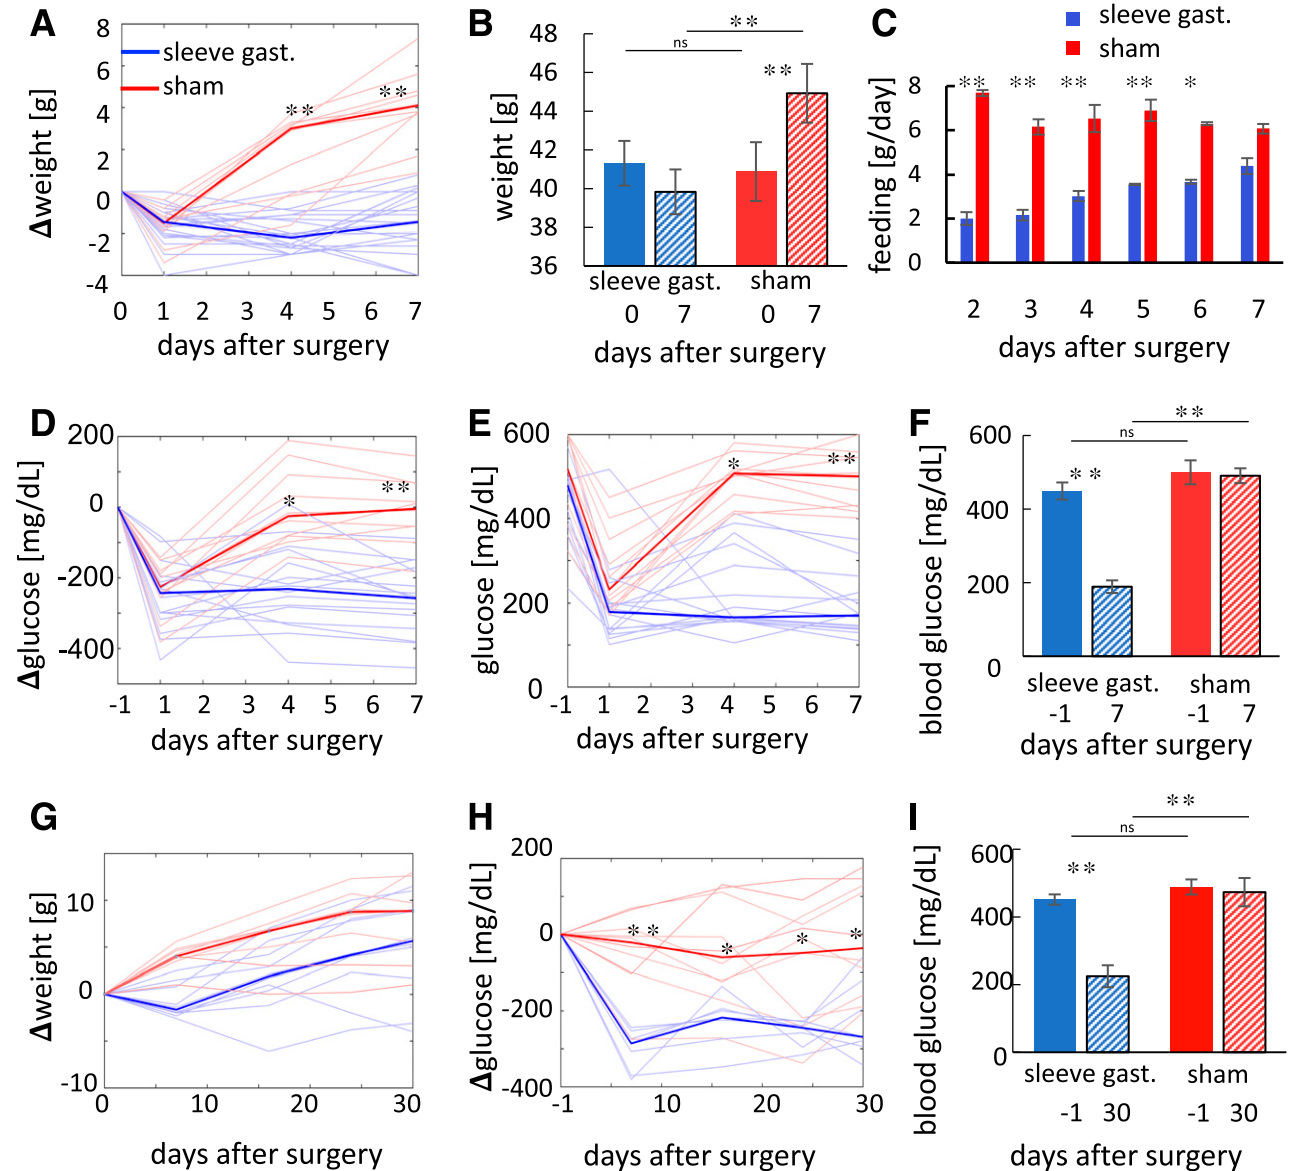 A
8
6
4
2
0
-2
-4
Δweight [g]
sleeve gast.
sham
**
**
0 1 2 3 4 5 6 7
days after surgery
B
48
46
44
42
40
38
36
weight [g]
**
ns
**
sleeve gast. sham
0 7 0 7
days after surgery
C
sleeve gast.
sham
8
6
4
2
0
feeding [g/day]
** ** ** ** *
2 3 4 5 6 7
days after surgery
D
200
0
-200
-400
Δglucose [mg/dL]
*
**
-1 1 2 3 4 5 6 7
days after surgery
E
600
400
200
0
glucose [mg/dL]
*
**
-1 1 2 3 4 5 6 7
days after surgery
F
600
400
200
0
blood glucose [mg/dL]
**
ns
**
sleeve gast. sham
-1 7 -1 7
days after surgery
G
10
0
-10
Δweight [g]
0 10 20 30
days after surgery
H
200
0
-200
-400
Δglucose [mg/dL]
** * * *
-1 10 20 30
days after surgery
I
600
400
200
0
blood glucose [mg/dL]
**
ns
**
sleeve gast. sham
-1 30 -1 30
days after surgery